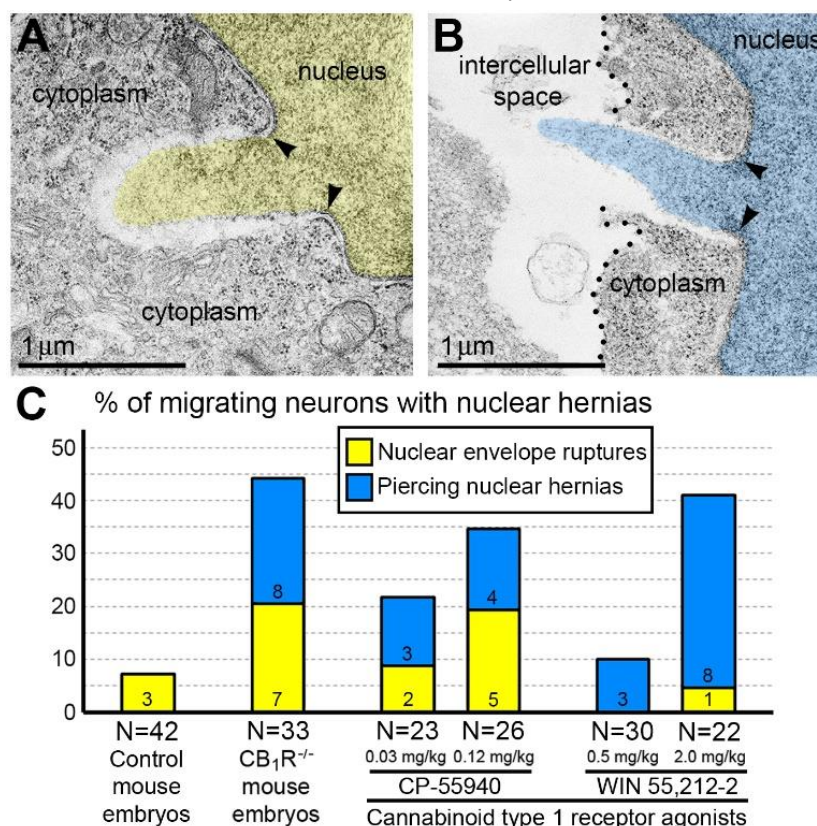 A
cytoplasm
nucleus
cytoplasm
1 μm
B
intercellular
space
nucleus
cytoplasm
1 μm
C % of migrating neurons with nuclear hernias
Nuclear envelope ruptures
Piercing nuclear hernias
50
40
30
20
10
0
3
8
7
3
2
4
5
3
8
1
N=42 N=33 N=23 N=26 N=30 N=22
Control
mouse
embryos
CB₁R⁻/⁻
mouse
embryos
0.03 mg/kg 0.12 mg/kg 0.5 mg/kg 2.0 mg/kg
CP-55940 WIN 55,212-2
Cannabinoid type 1 receptor agonists